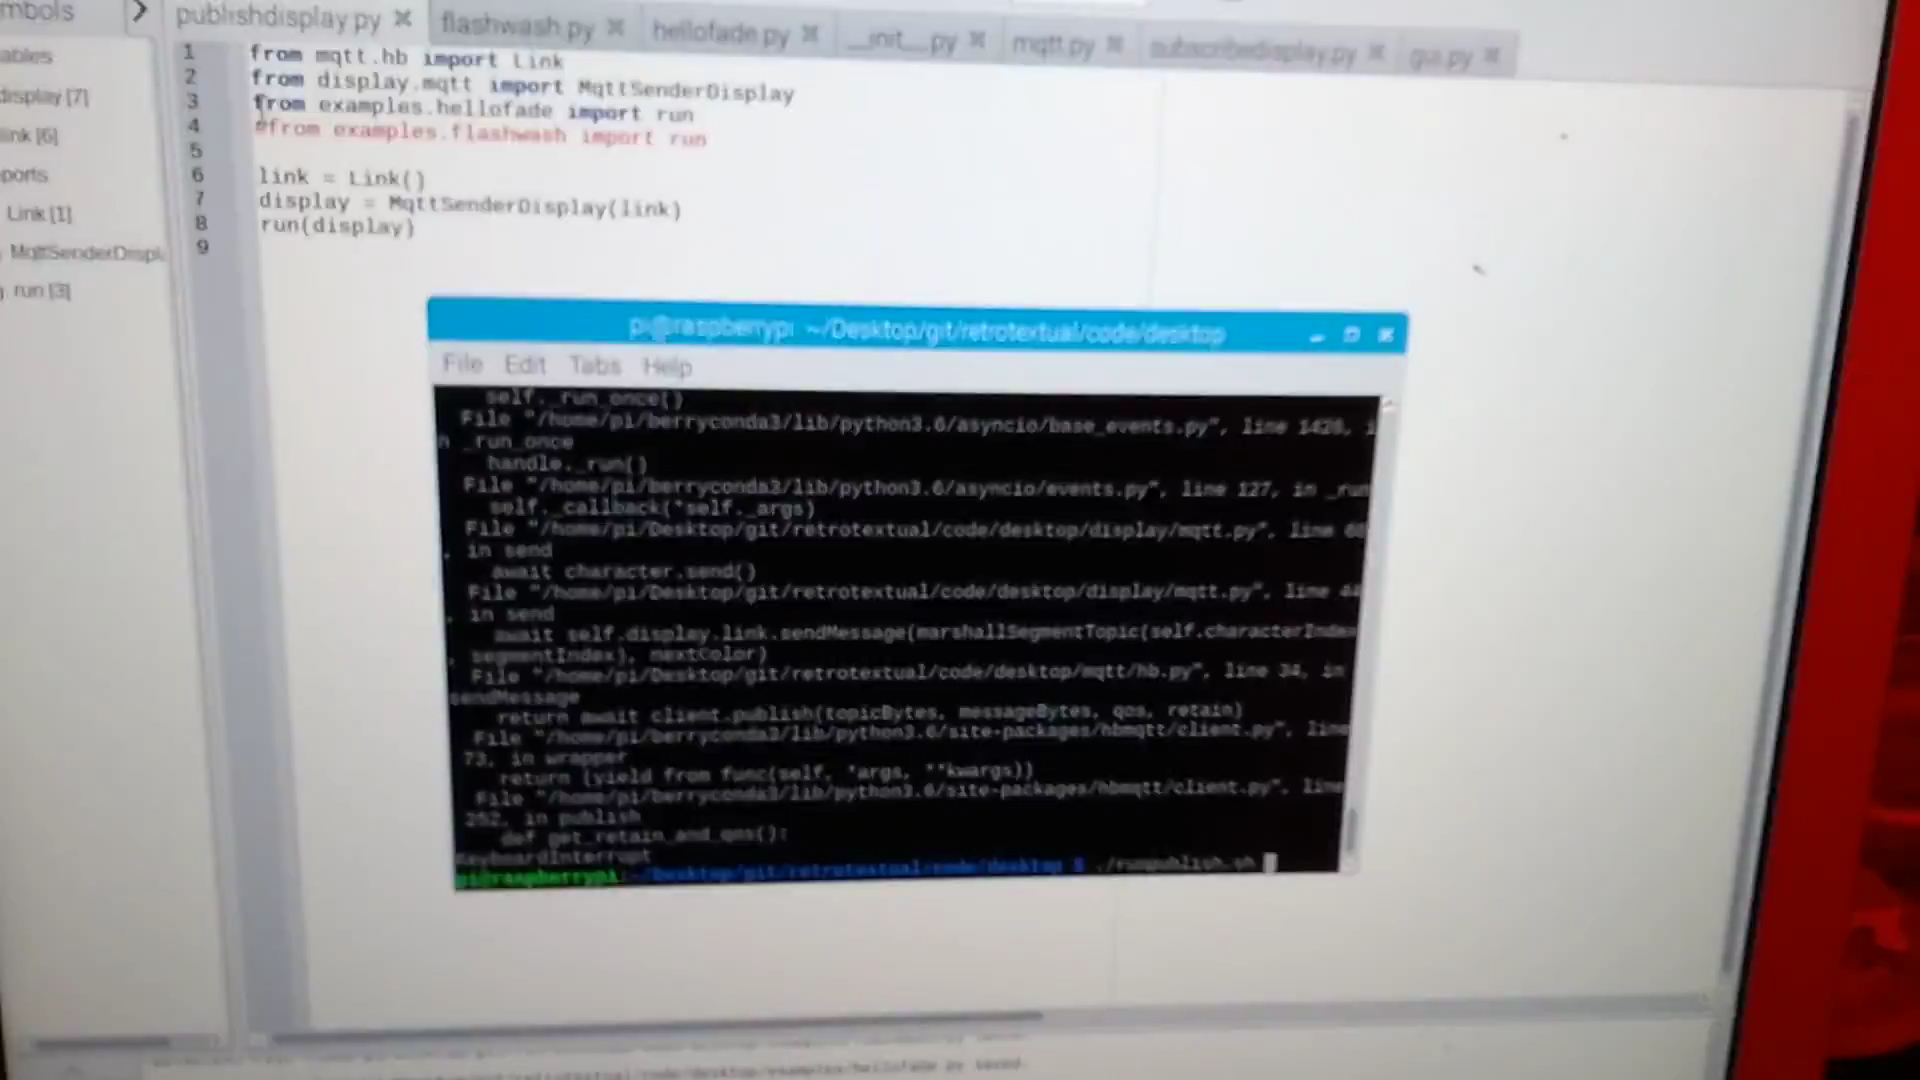 mbols
publishdisplay.py
flashwash.py
hellofade.py
__init__.py
mqtt.py
subscribedisplay.py
gui.py
ables
display [7]
link [6]
ports
Link [1]
MqttSenderDispl
run [3]
1 from mqtt.hb import Link
2 from display.mqtt import MqttSenderDisplay
3 from examples.hellofade import run
4 #from examples.flashwash import run
5
6 link = Link()
7 display = MqttSenderDisplay(link)
8 run(display)
9
pi@raspberrypi: ~/Desktop/git/retrotextual/code/desktop
File Edit Tabs Help
self._run_once()
File "/home/pi/berryconda3/lib/python3.6/asyncio/base_events.py", line i
n _run_once
handle._run()
File "/home/pi/berryconda3/lib/python3.6/asyncio/events.py", line 127, in _run
self._callback(*self._args)
File "/home/pi/Desktop/git/retrotextual/code/desktop/display/mqtt.py", line
, in send
await character.send()
File "/home/pi/Desktop/git/retrotextual/code/desktop/display/mqtt.py", line
, in send
await self.display.link.sendMessage(marshallSegmentTopic(self.characterIndex
, segmentIndex), nextColor)
File "/home/pi/Desktop/git/retrotextual/code/desktop/mqtt/hb.py", line 34, in
sendMessage
return await client.publish(topicBytes, messageBytes, qos, retain)
File "/home/pi/berryconda3/lib/python3.6/site-packages/hbmqtt/client.py", line
73, in wrapper
return (yield from func(self, *args, **kwargs))
File "/home/pi/berryconda3/lib/python3.6/site-packages/hbmqtt/client.py", line
252, in publish
def get_retain_and_qos():
KeyboardInterrupt
pi@raspberrypi:~/Desktop/git/retrotextual/code/desktop $ ./runpublish.sh